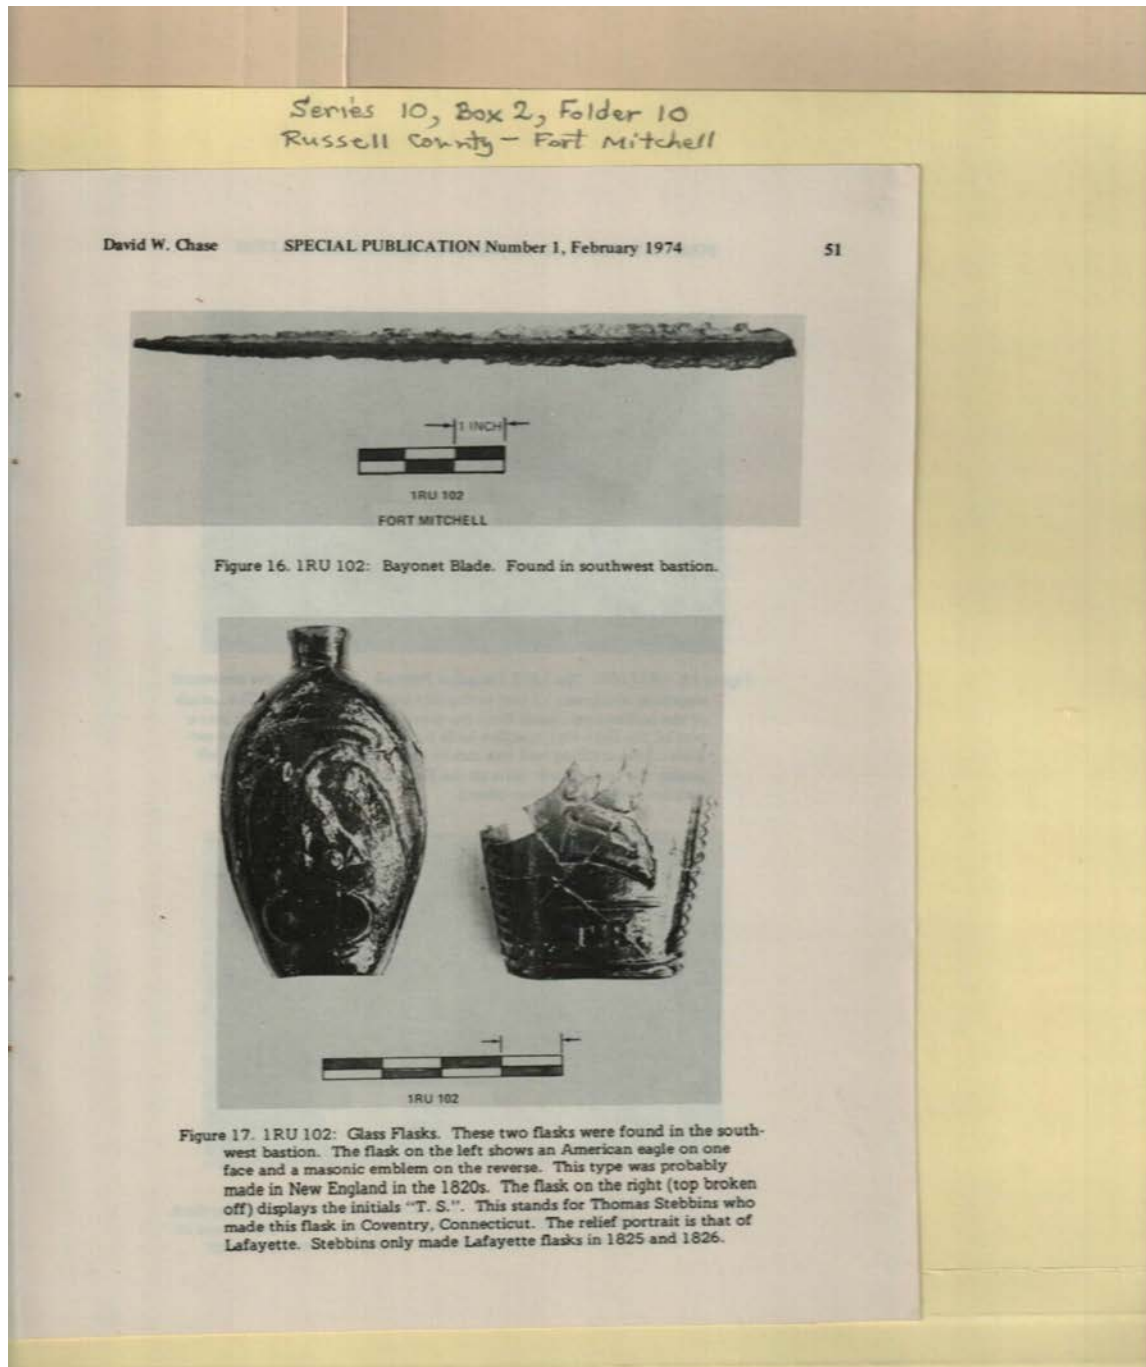 Series 10, Box 2, Folder 10
Russell County - Fort Mitchell
David W. Chase SPECIAL PUBLICATION Number 1, February 1974 51
1 INCH
1RU 102
FORT MITCHELL
Figure 16. 1RU 102: Bayonet Blade. Found in southwest bastion.
T S
1RU 102
Figure 17. 1RU 102: Glass Flasks. These two flasks were found in the south-
west bastion. The flask on the left shows an American eagle on one
face and a masonic emblem on the reverse. This type was probably
made in New England in the 1820s. The flask on the right (top broken
off) displays the initials "T. S.". This stands for Thomas Stebbins who
made this flask in Coventry, Connecticut. The relief portrait is that of
Lafayette. Stebbins only made Lafayette flasks in 1825 and 1826.